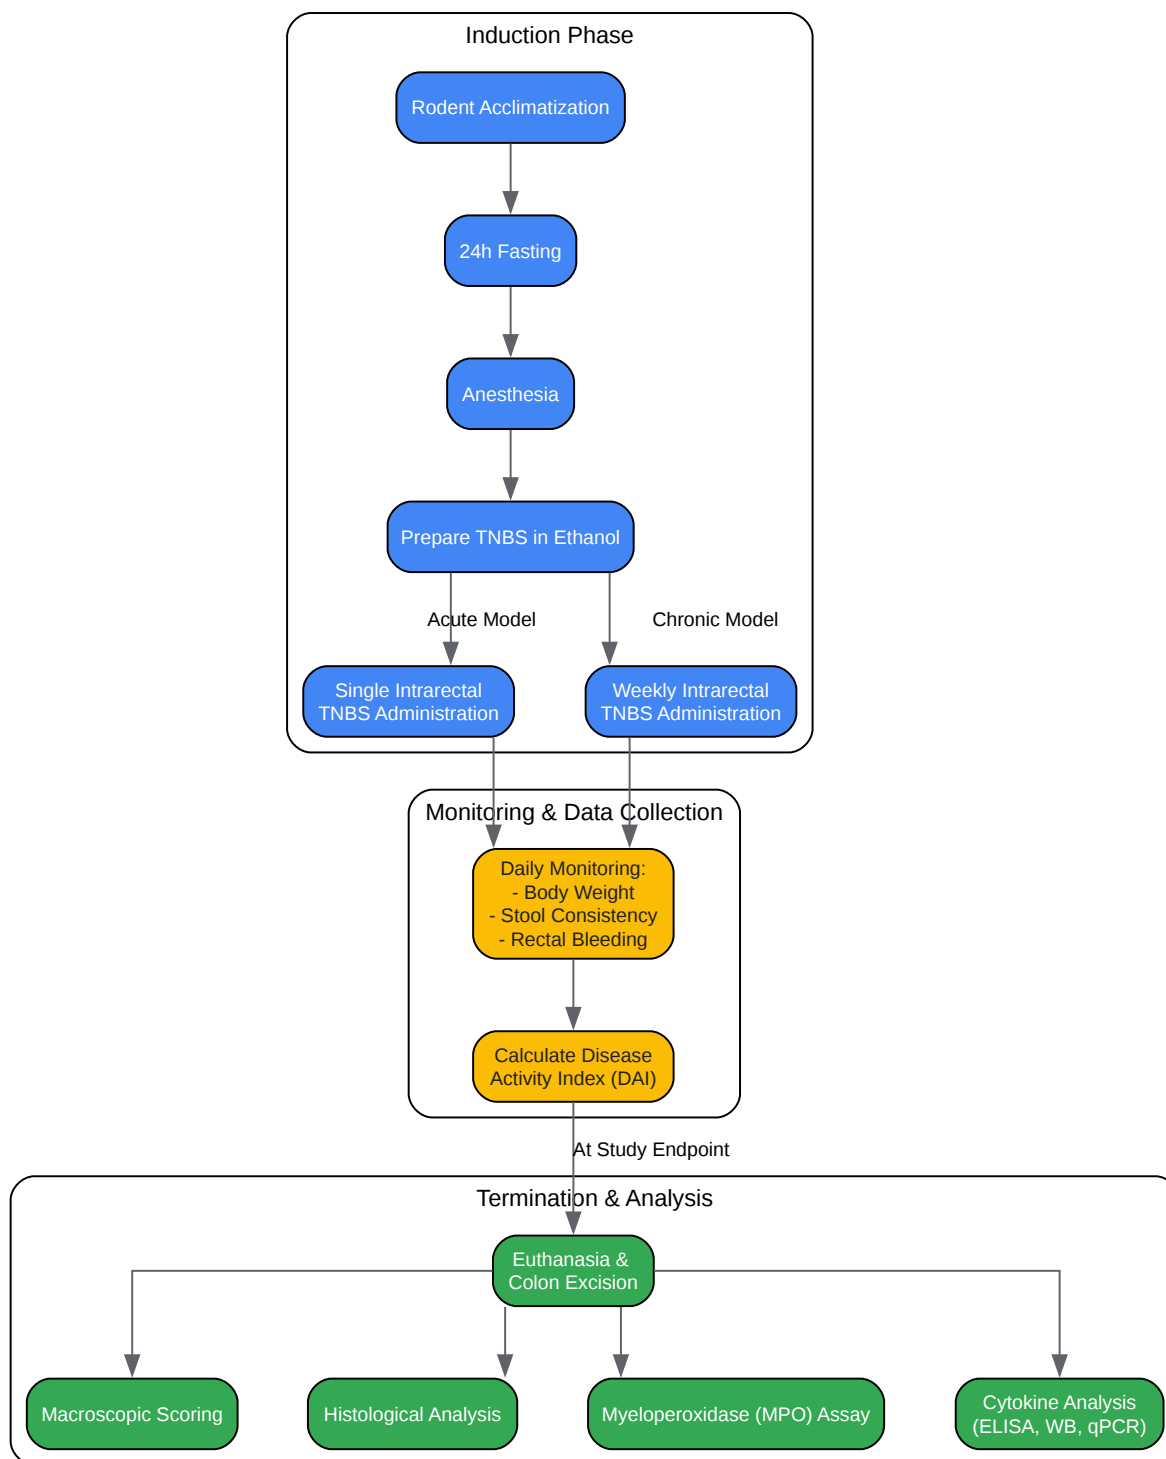 Induction Phase
Rodent Acclimatization
24h Fasting
Anesthesia
Prepare TNBS in Ethanol
Acute Model
Chronic Model
Single Intrarectal
TNBS Administration
Weekly Intrarectal
TNBS Administration
Monitoring & Data Collection
Daily Monitoring:
- Body Weight
- Stool Consistency
- Rectal Bleeding
Calculate Disease
Activity Index (DAI)
At Study Endpoint
Termination & Analysis
Euthanasia &
Colon Excision
Macroscopic Scoring
Histological Analysis
Myeloperoxidase (MPO) Assay
Cytokine Analysis
(ELISA, WB, qPCR)